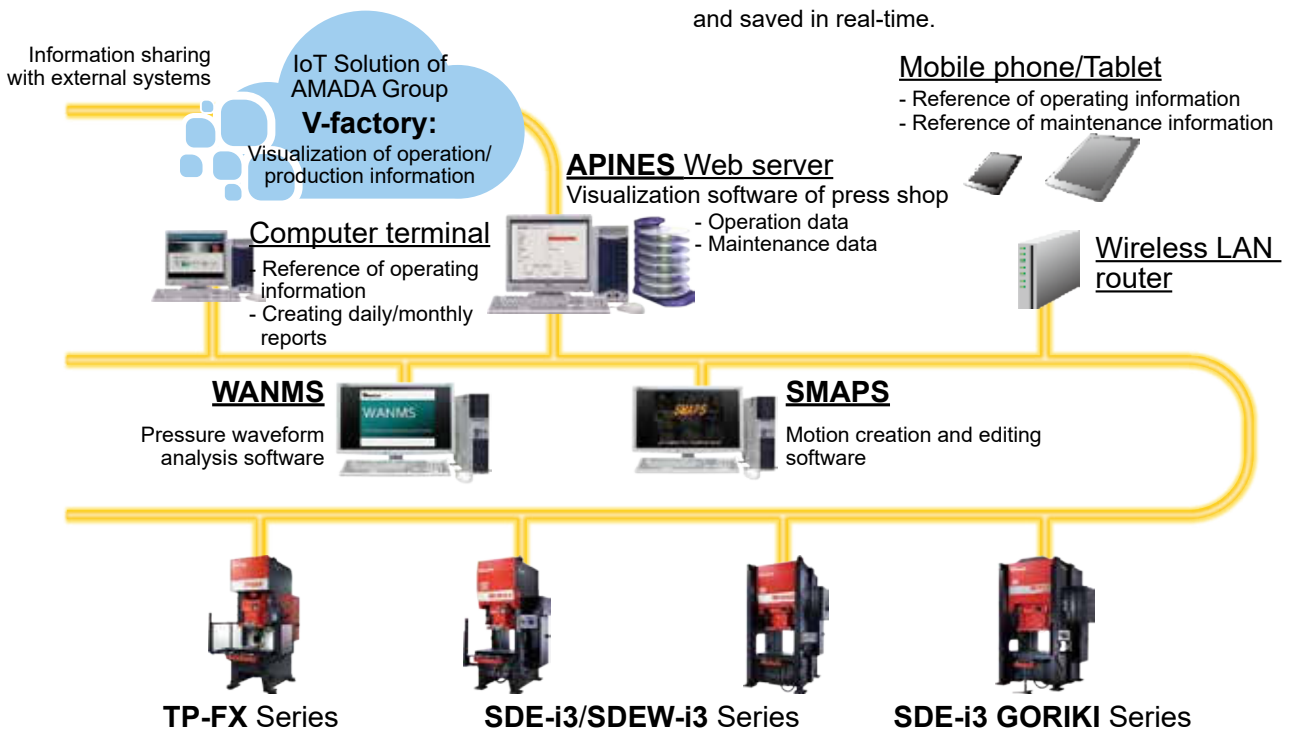 and saved in real-time.
Information sharing
with external systems
IoT Solution of
AMADA Group
V-factory:
Visualization of operation/
production information
Mobile phone/Tablet
- Reference of operating information
- Reference of maintenance information
APINES Web server
Visualization software of press shop
- Operation data
- Maintenance data
Computer terminal
- Reference of operating
information
- Creating daily/monthly
reports
Wireless LAN
router
WANMS
Pressure waveform
analysis software
WANMS
SMAPS
SMAPS
Motion creation and editing
software
TP-FX Series
SDE-i3/SDEW-i3 Series
SDE-i3 GORIKI Series